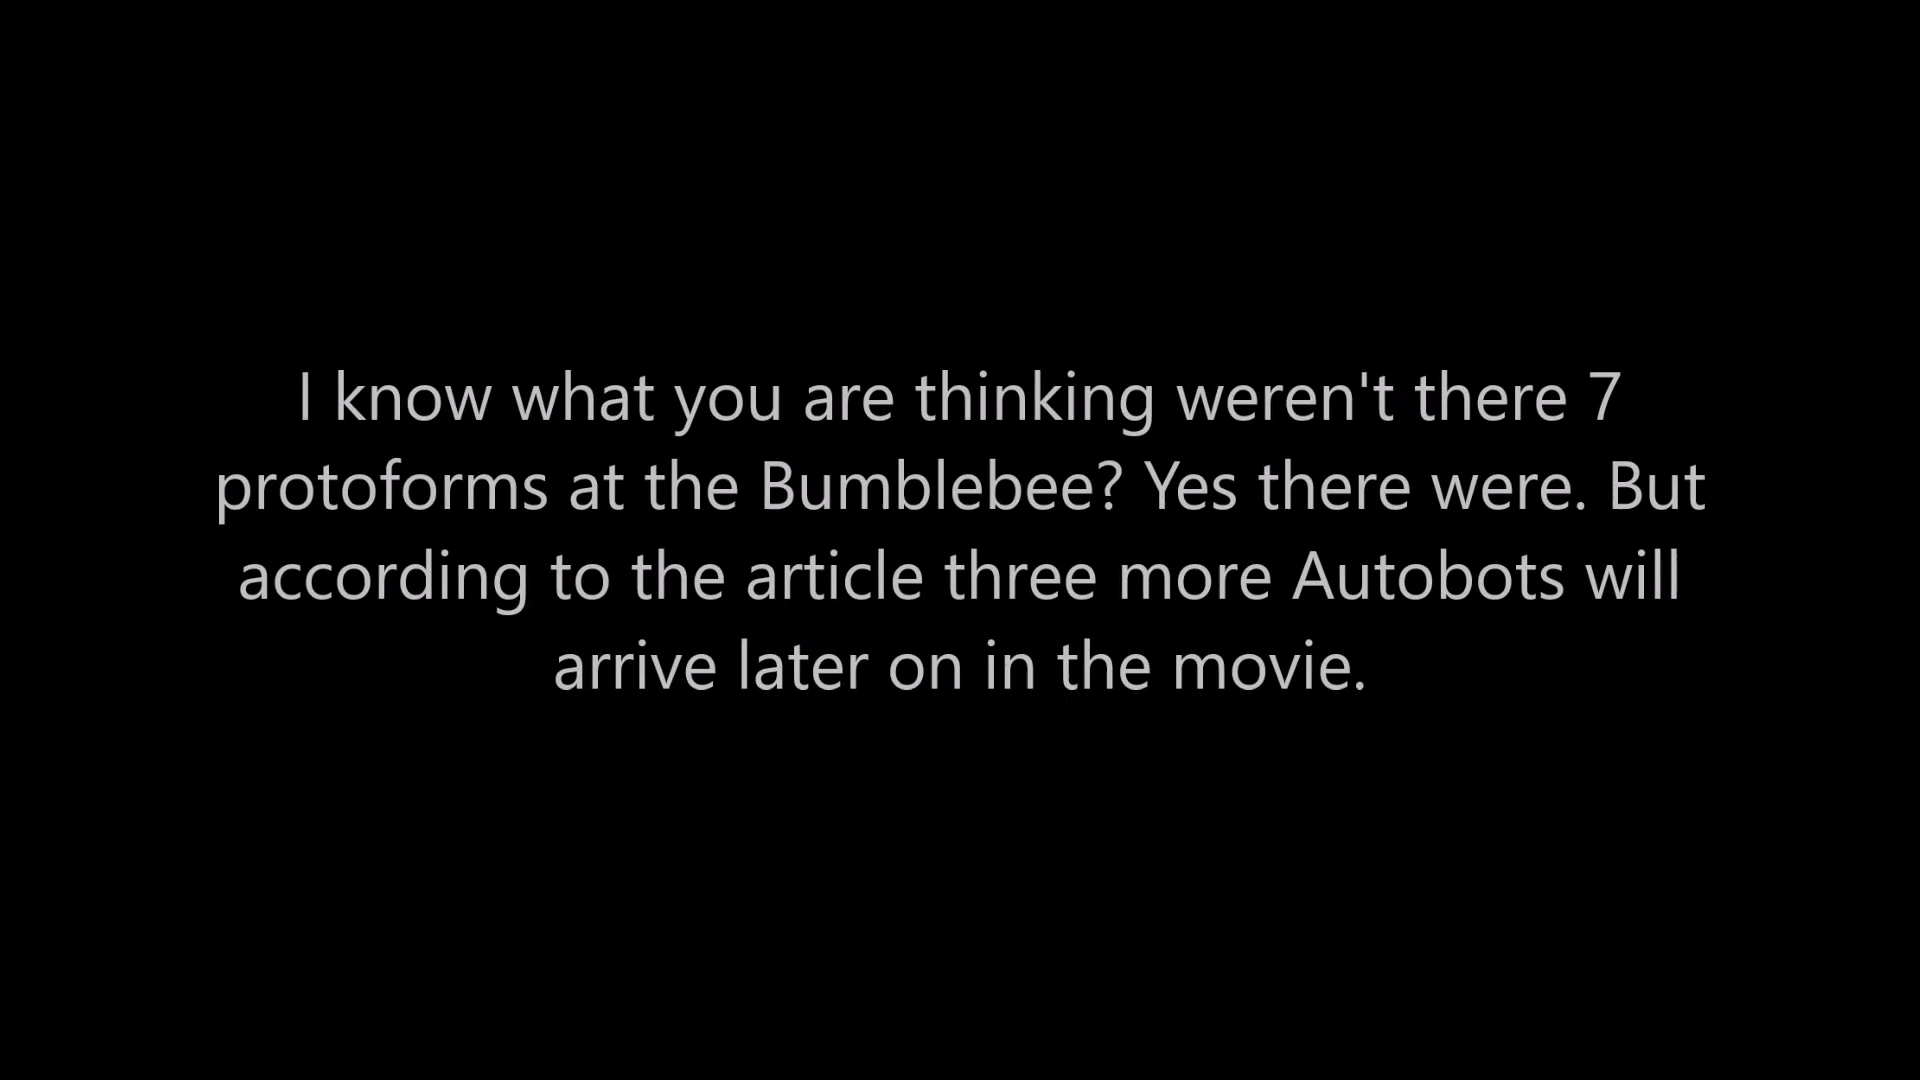 I know what you are thinking weren't there 7
protoforms at the Bumblebee? Yes there were. But
according to the article three more Autobots will
arrive later on in the movie.